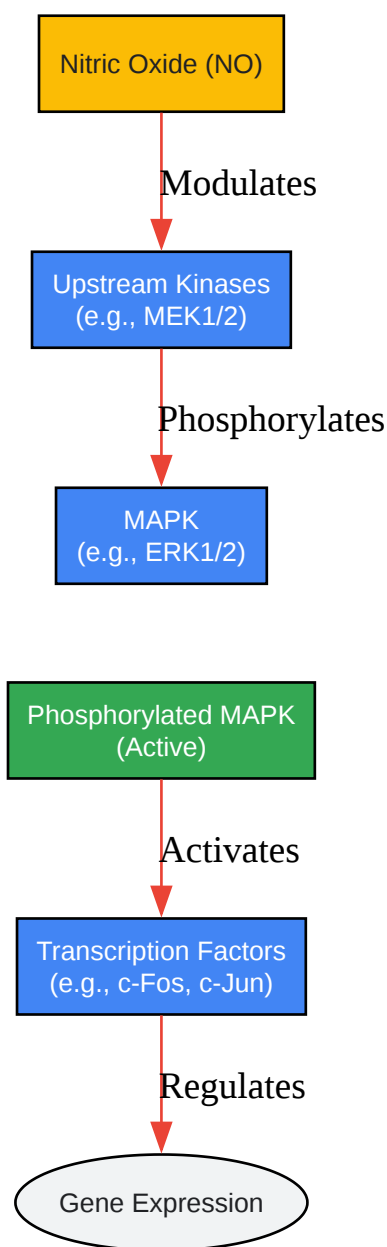 Nitric Oxide (NO)
Modulates
Upstream Kinases
(e.g., MEK1/2)
Phosphorylates
MAPK
(e.g., ERK1/2)
Phosphorylated MAPK
(Active)
Activates
Transcription Factors
(e.g., c-Fos, c-Jun)
Regulates
Gene Expression